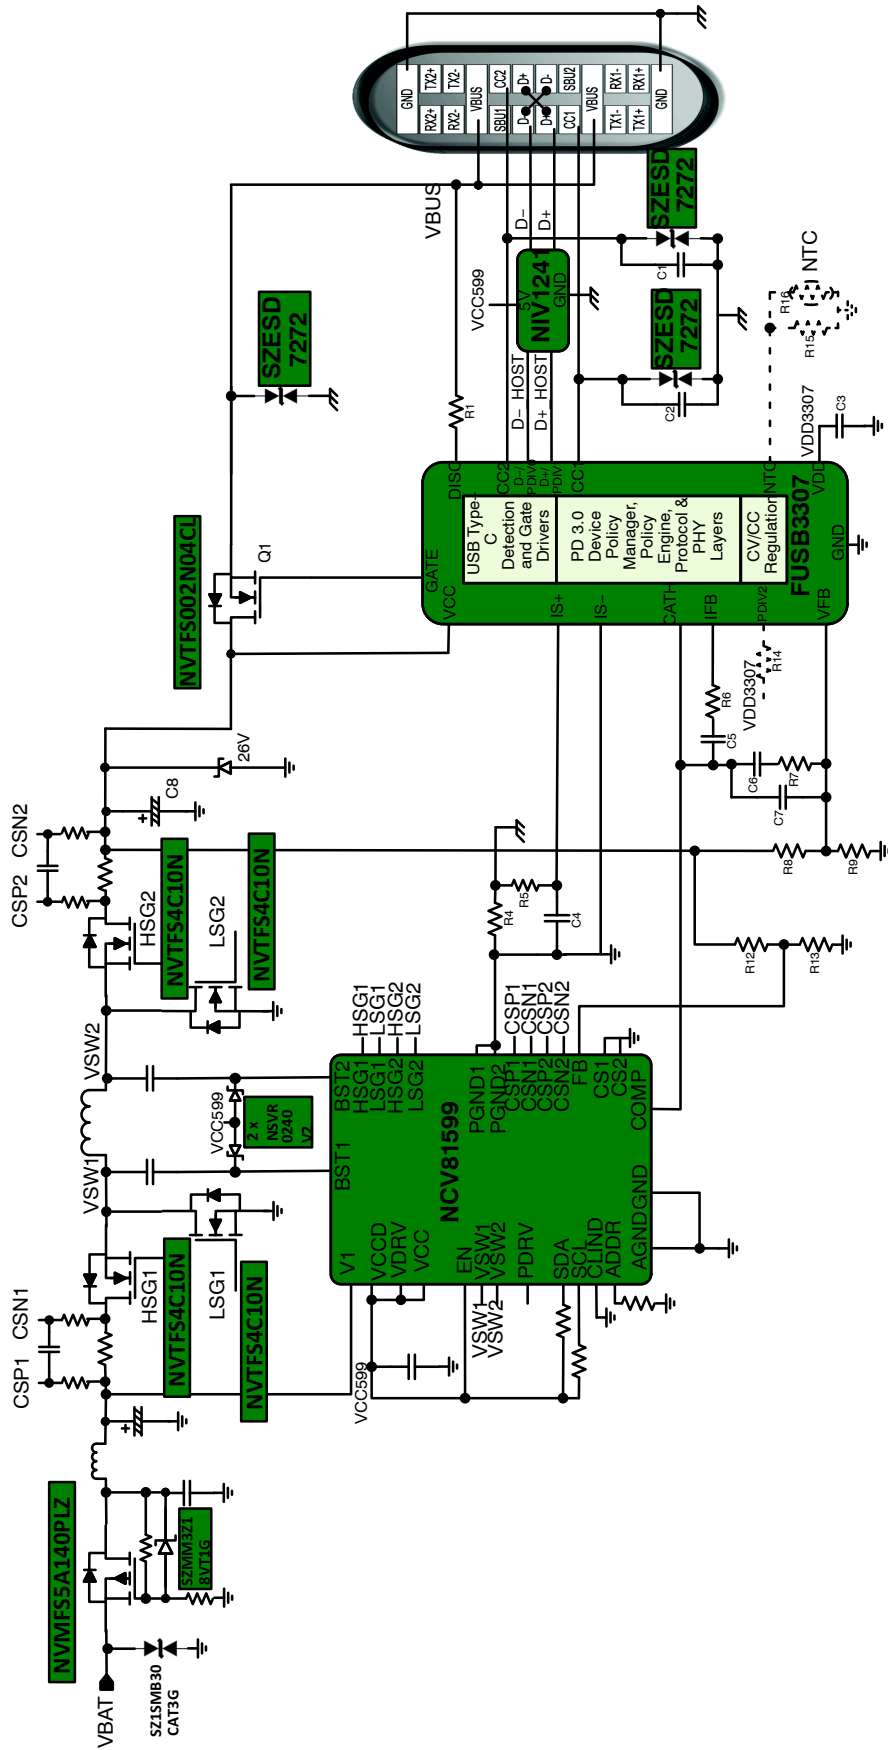 VBAT
SZ1SMB30
CAT3G
NVMFS5A140PLZ
SZMM3Z1
8VT1G
CSP1
CSN1
HSG1
NVTFS4C10N
LSG1
NVTFS4C10N
VSW1
VSW2
VCC599
2 x
NSVR
0240
V2
LSG2
NVTFS4C10N
HSG2
NVTFS4C10N
CSP2
CSN2
+
+
C8
26V
NVTFS002N04CL
Q1
SZESD
7272
VBUS
VCC599
V1
VCCD
VDRV
VCC
EN
VSW1
VSW1
VSW2
VSW2
PDRV
SDA
SCL
CLIND
ADDR
AGND
GND
NCV81599
BST1
BST2
HSG1
HSG1
LSG1
LSG1
HSG2
HSG2
LSG2
LSG2
PGND1
PGND2
CSP1
CSP1
CSN1
CSN1
CSP2
CSP2
CSN2
CSN2
FB
CS1
CS2
COMP
R4
R5
C4
R12
R13
R8
R9
C7
C6
R7
C5
R6
VDD3307
R14
GATE
VCC
IS+
IS−
CATH
IFB
PDIV2
VFB
USB Type-
C
Detection
and Gate
Drivers
PD 3.0
Device
Policy
Manager,
Policy
Engine,
Protocol &
PHY
Layers
CV/CC
Regulation
FUSB3307
GND
DISC
CC2
D−/
PDIV0
D+/
PDIV
CC1
NTC
VDD
R1
D−_HOST
D+_HOST
VCC599
5V
NIV1241
GND
D−
D+
C2
SZESD
7272
C1
SZESD
7272
VDD3307
C3
R15
R16
NTC
GND
RX2+
TX2+
RX2-
TX2-
VBUS
SBU1
CC2
D-
D+
D+
D-
CC1
SBU2
VBUS
TX1-
RX1-
TX1+
RX1+
GND